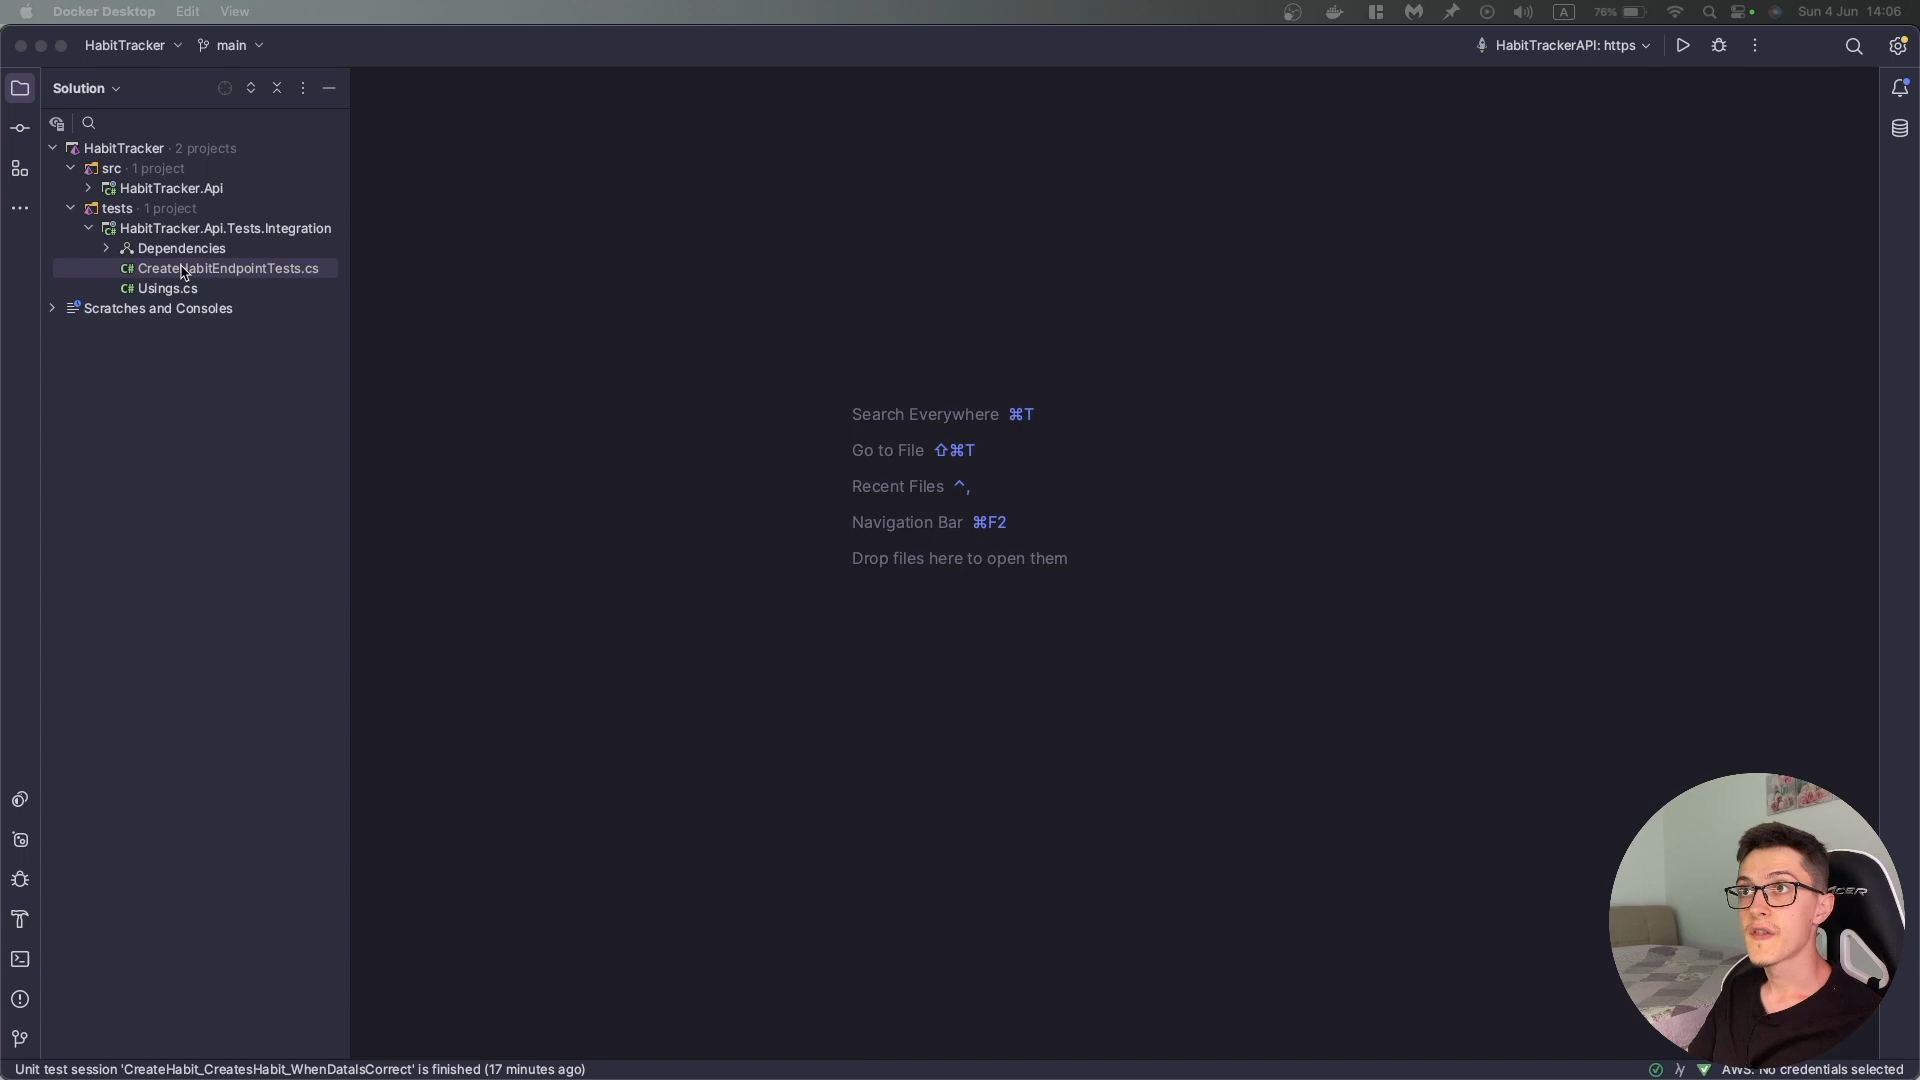 Docker Desktop Edit View
A 76% Sun 4 Jun 14:06
HabitTracker main HabitTrackerAPI: https
Solution
HabitTracker · 2 projects
src · 1 project
HabitTracker.Api
tests · 1 project
HabitTracker.Api.Tests.Integration
Dependencies
C# CreateHabitEndpointTests.cs
C# Usings.cs
Scratches and Consoles
Search Everywhere ⌘T
Go to File ⇧⌘T
Recent Files ^,
Navigation Bar ⌘F2
Drop files here to open them
Unit test session 'CreateHabit_CreatesHabit_WhenDataIsCorrect' is finished (17 minutes ago)
AWS: No credentials selected